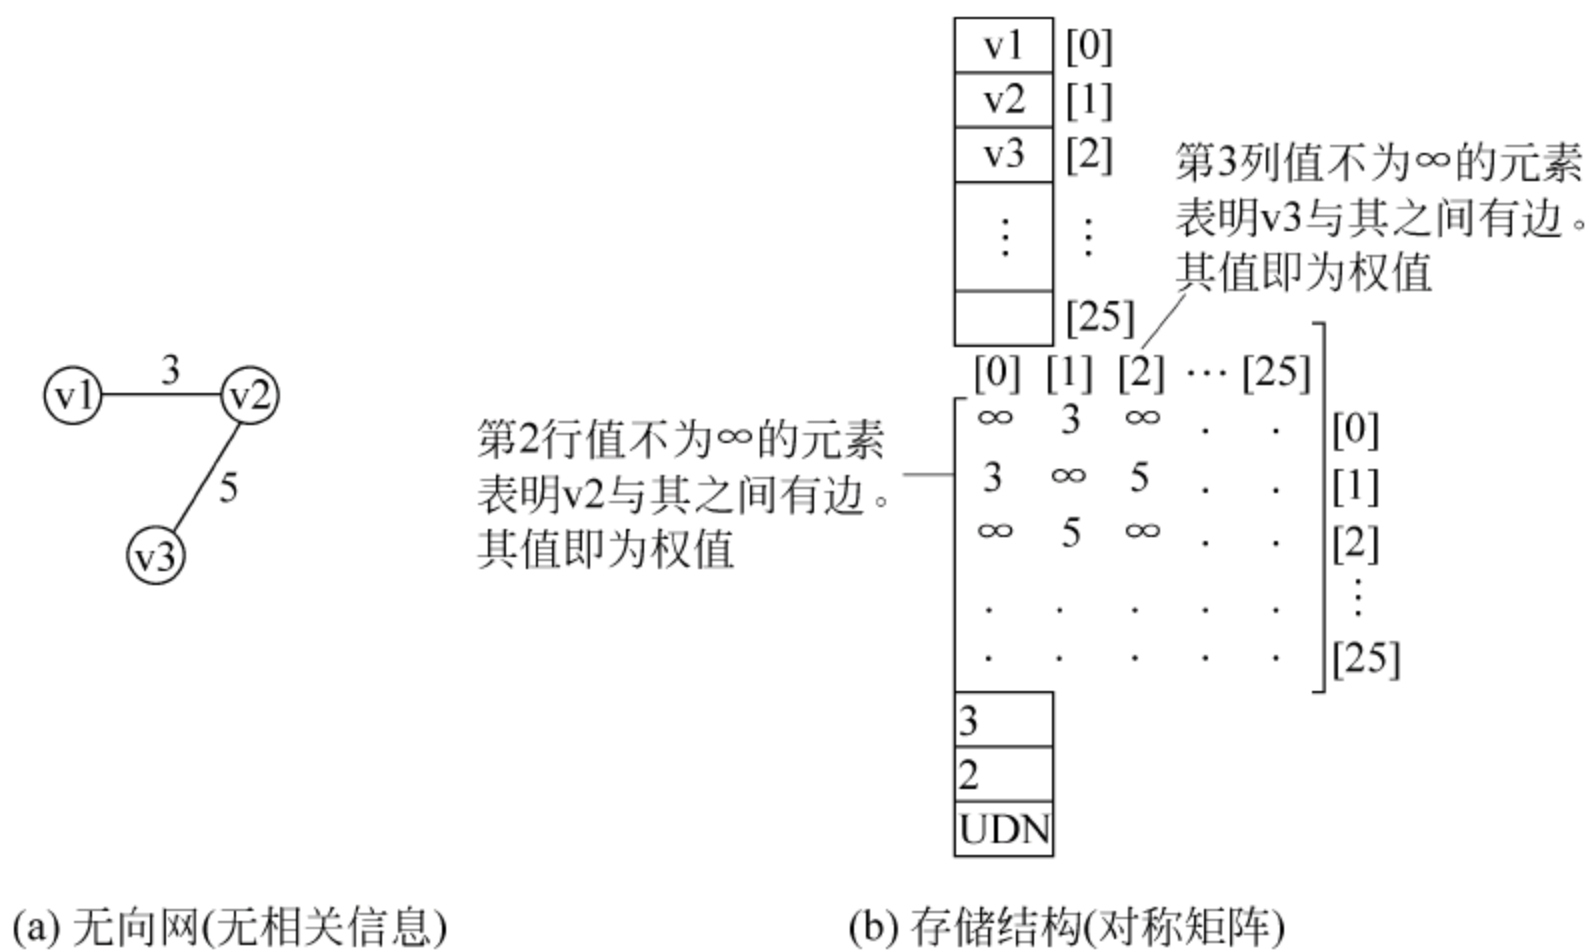 v1 [0]
v2 [1]
v3 [2]
⋮ ⋮
[25]
第3列值不为∞的元素
表明v3与其之间有边。
其值即为权值
v1 3 v2
5
v3
第2行值不为∞的元素
表明v2与其之间有边。
其值即为权值
[0] [1] [2] … [25]
∞ 3 ∞ . . [0]
3 ∞ 5 . . [1]
∞ 5 ∞ . . [2]
. . . . . ⋮
. . . . . [25]
3
2
UDN
(a) 无向网(无相关信息)
(b) 存储结构(对称矩阵)